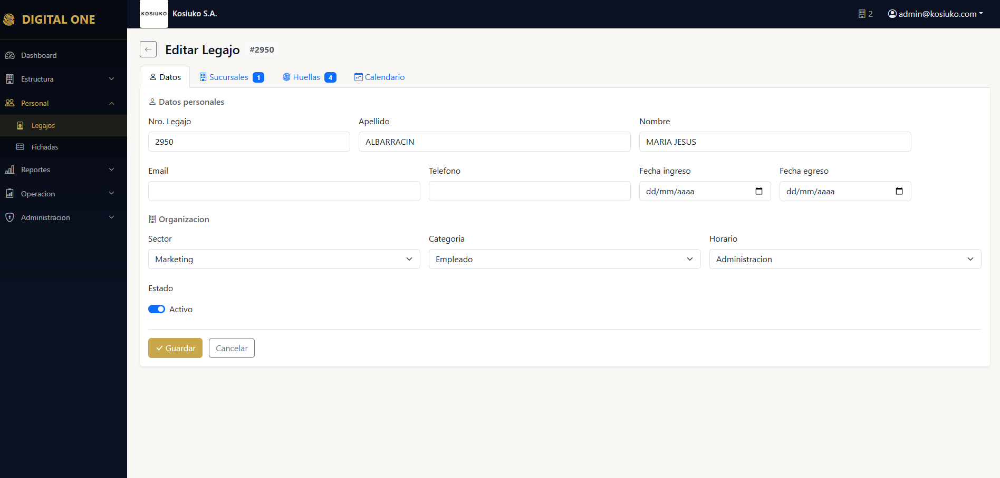 DIGITAL ONE
KOSIUKO Kosiuko S.A.
2 admin@kosiuko.com
Dashboard
Estructura
Personal
Legajos
Fichadas
Reportes
Operacion
Administracion
Editar Legajo #2950
Datos Sucursales 1 Huellas 4 Calendario
Datos personales
Nro. Legajo Apellido Nombre
2950 ALBARRACIN MARIA JESUS
Email Telefono Fecha ingreso Fecha egreso
dd/mm/aaaa dd/mm/aaaa
Organizacion
Sector Categoria Horario
Marketing Empleado Administracion
Estado
Activo
Guardar Cancelar